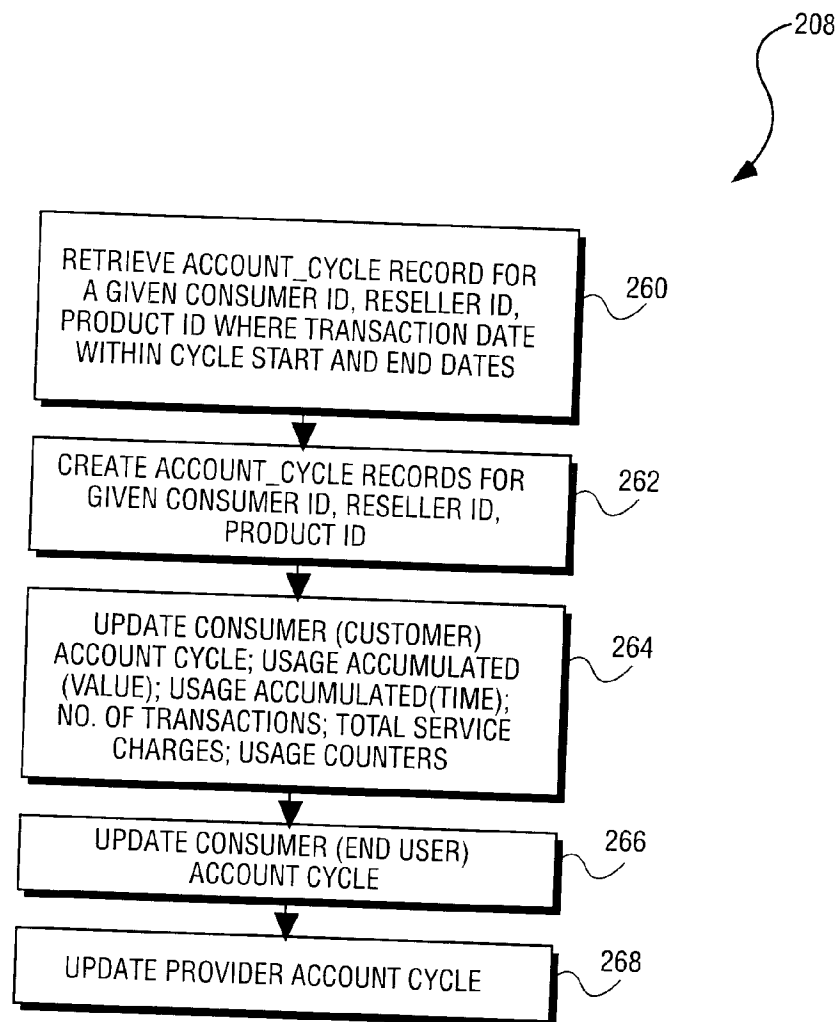 208
RETRIEVE ACCOUNT_CYCLE RECORD FOR
A GIVEN CONSUMER ID, RESELLER ID,
PRODUCT ID WHERE TRANSACTION DATE
WITHIN CYCLE START AND END DATES
260
CREATE ACCOUNT_CYCLE RECORDS FOR
GIVEN CONSUMER ID, RESELLER ID,
PRODUCT ID
262
UPDATE CONSUMER (CUSTOMER)
ACCOUNT CYCLE; USAGE ACCUMULATED
(VALUE); USAGE ACCUMULATED(TIME);
NO. OF TRANSACTIONS; TOTAL SERVICE
CHARGES; USAGE COUNTERS
264
UPDATE CONSUMER (END USER)
ACCOUNT CYCLE
266
UPDATE PROVIDER ACCOUNT CYCLE
268